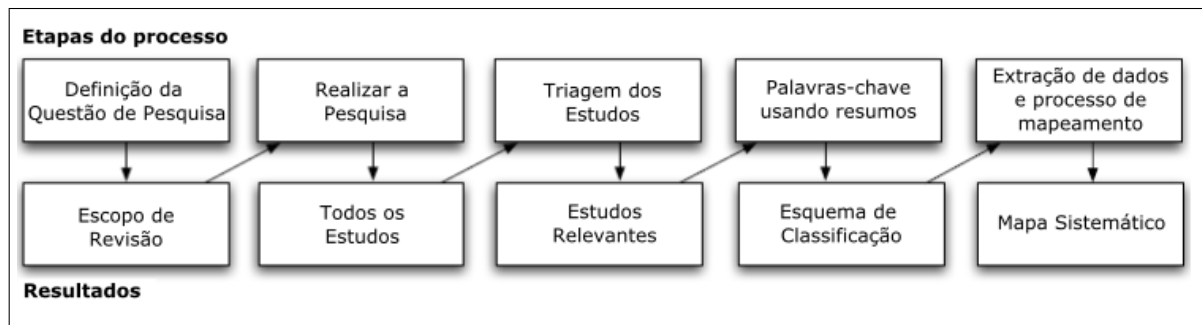 Etapas do processo
Definição da
Questão de Pesquisa
Realizar a
Pesquisa
Triagem dos
Estudos
Palavras-chave
usando resumos
Extração de dados
e processo de
mapeamento
Escopo de
Revisão
Todos os
Estudos
Estudos
Relevantes
Esquema de
Classificação
Mapa Sistemático
Resultados